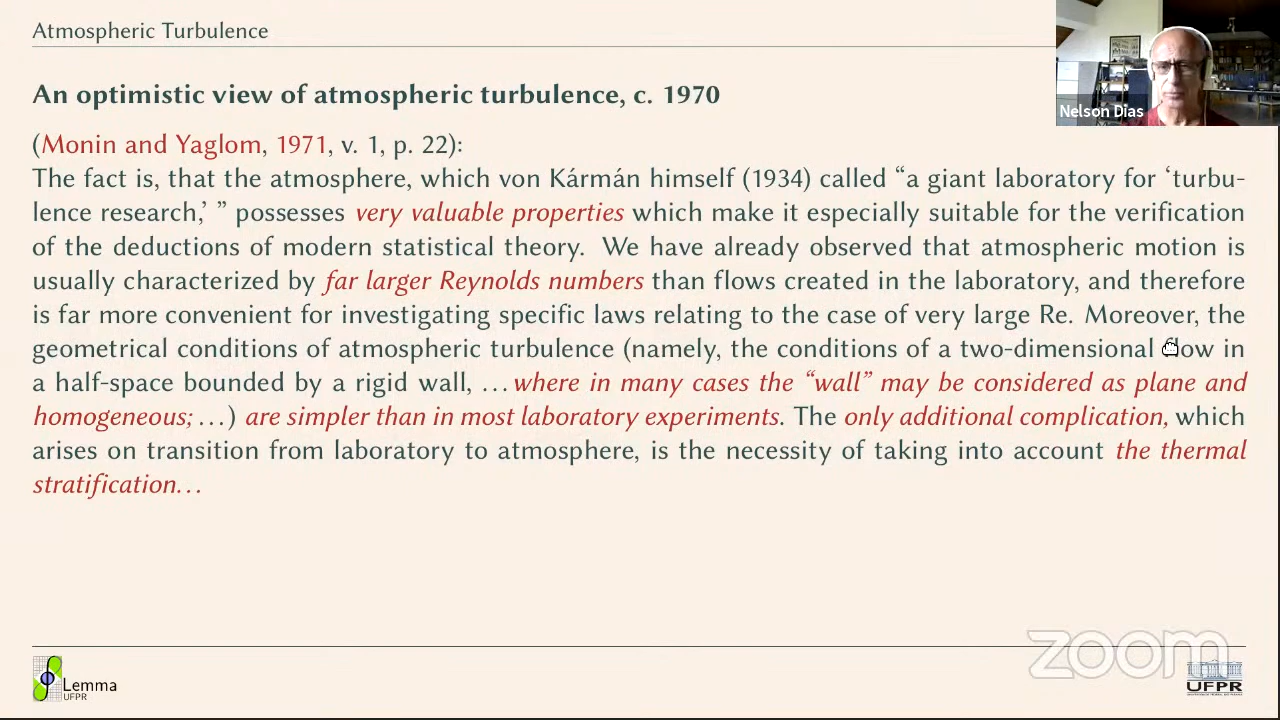 Atmospheric Turbulence
Nelson Dias
An optimistic view of atmospheric turbulence, c. 1970
(Monin and Yaglom, 1971, v. 1, p. 22):
The fact is, that the atmosphere, which von Kármán himself (1934) called “a giant laboratory for ‘turbu-
lence research,’ ” possesses very valuable properties which make it especially suitable for the verification
of the deductions of modern statistical theory. We have already observed that atmospheric motion is
usually characterized by far larger Reynolds numbers than flows created in the laboratory, and therefore
is far more convenient for investigating specific laws relating to the case of very large Re. Moreover, the
geometrical conditions of atmospheric turbulence (namely, the conditions of a two-dimensional flow in
a half-space bounded by a rigid wall, …where in many cases the “wall” may be considered as plane and
homogeneous;…) are simpler than in most laboratory experiments. The only additional complication, which
arises on transition from laboratory to atmosphere, is the necessity of taking into account the thermal
stratification…
zoom
Lemma
UFPR
UFPR